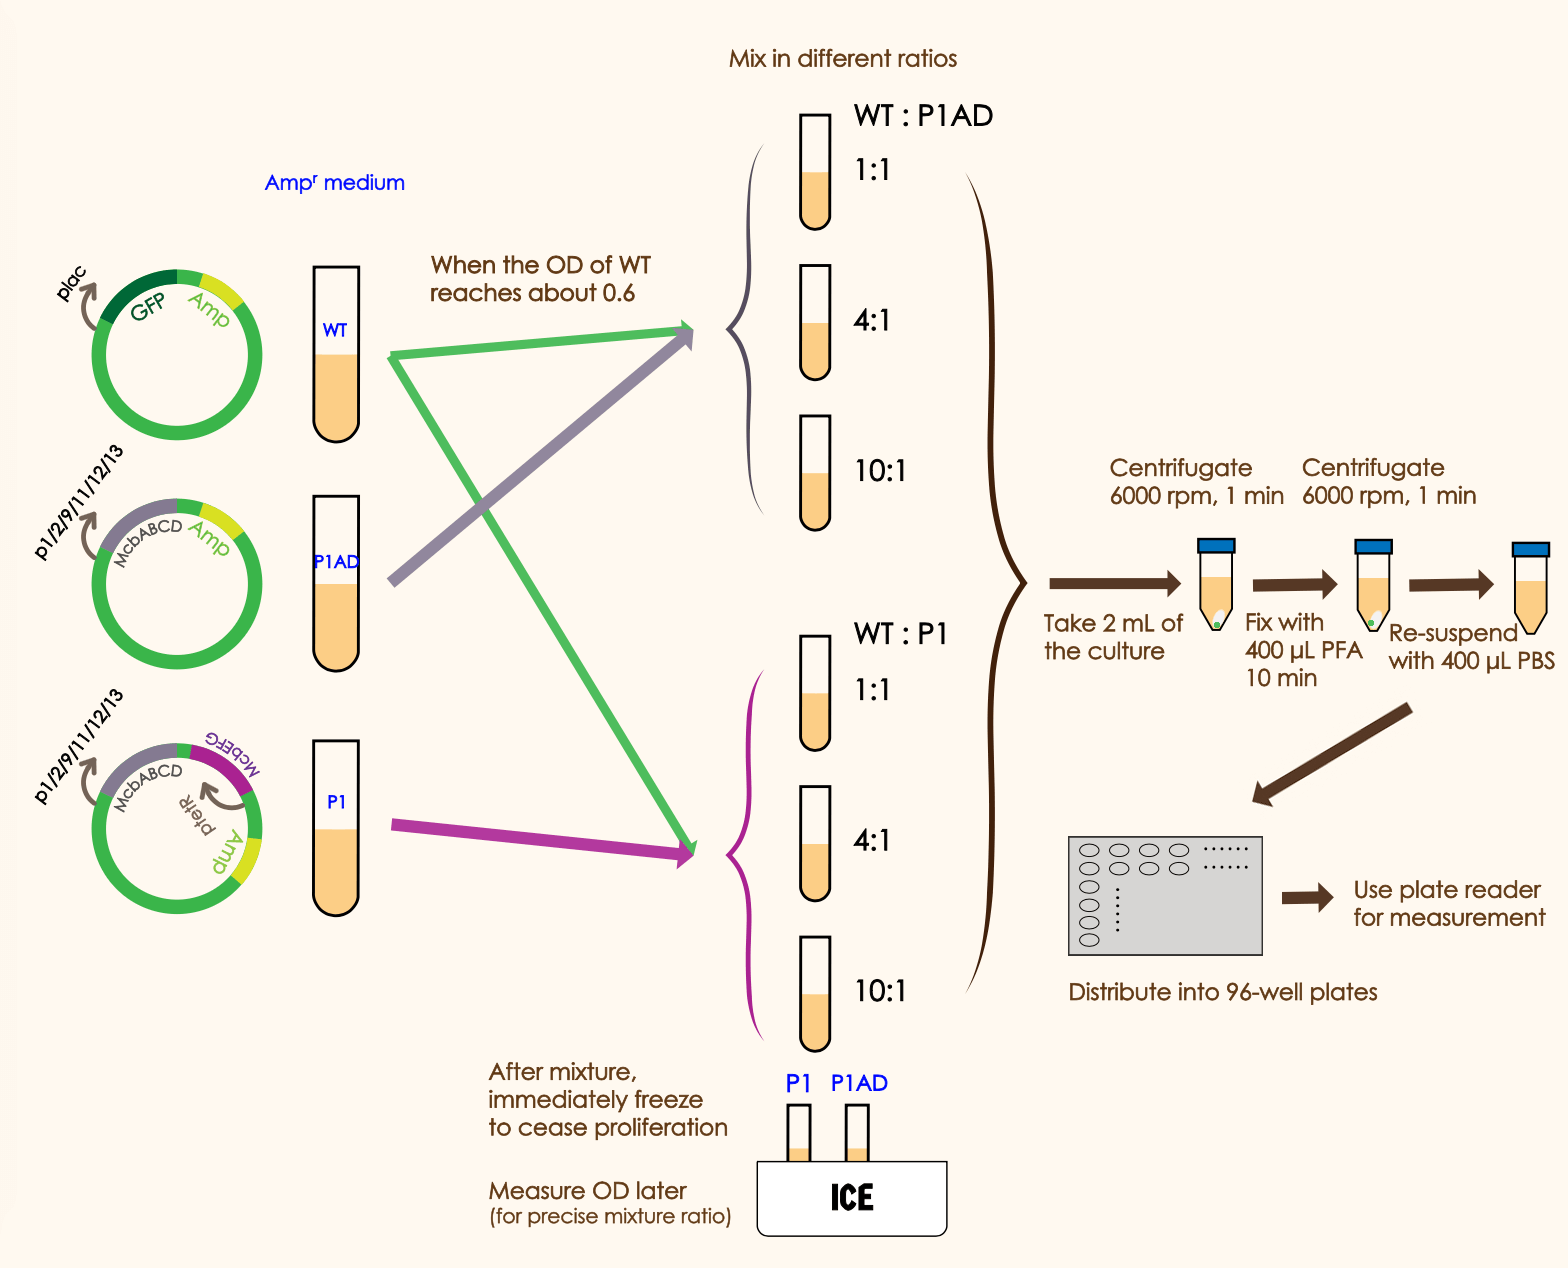 Mix in different ratios
WT : P1AD
1:1
4:1
10:1
Ampʳ medium
When the OD of WT
reaches about 0.6
plac
GFP
Amp
WT
p1/2/9/11/12/13
McbABCD
Amp
P1AD
p1/2/9/11/12/13
McbABCD
McbEFG
ptetR
Amp
P1
WT : P1
1:1
4:1
10:1
After mixture,
immediately freeze
to cease proliferation
Measure OD later
(for precise mixture ratio)
P1
P1AD
ICE
Take 2 mL of
the culture
Centrifugate
6000 rpm, 1 min
Fix with
400 µL PFA
10 min
Centrifugate
6000 rpm, 1 min
Re-suspend
with 400 µL PBS
Distribute into 96-well plates
Use plate reader
for measurement